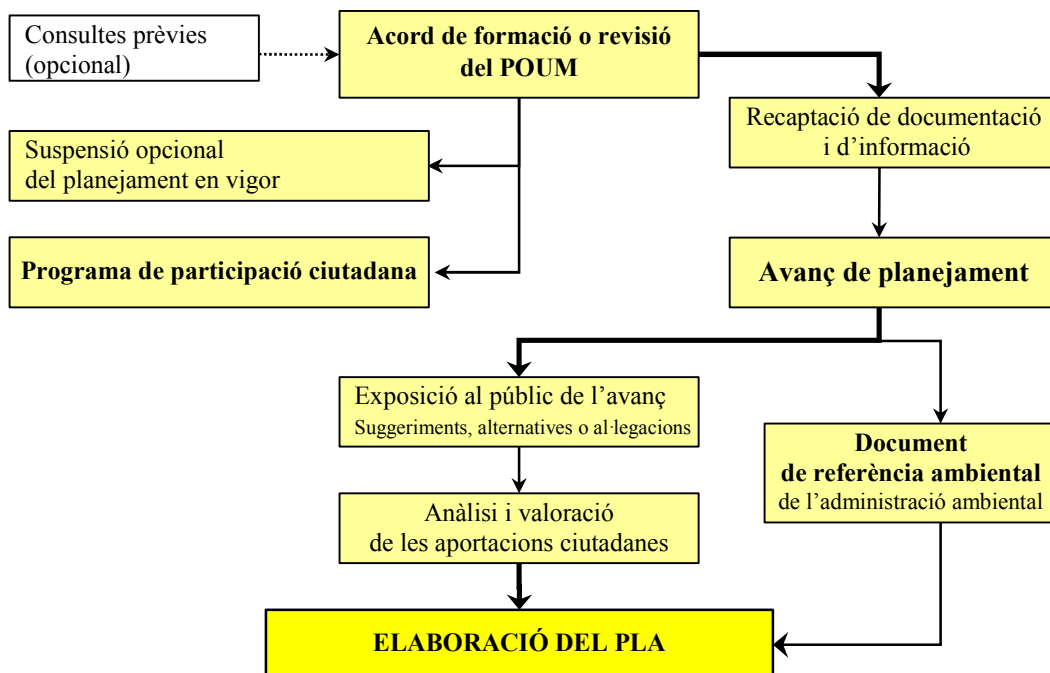 Consultes prèvies
(opcional)
Acord de formació o revisió
del POUM
Recaptació de documentació
i d’informació
Suspensió opcional
del planejament en vigor
Programa de participació ciutadana
Avanç de planejament
Exposició al públic de l’avanç
Suggeriments, alternatives o al·legacions
Document
de referència ambiental
de l’administració ambiental
Anàlisi i valoració
de les aportacions ciutadanes
ELABORACIÓ DEL PLA